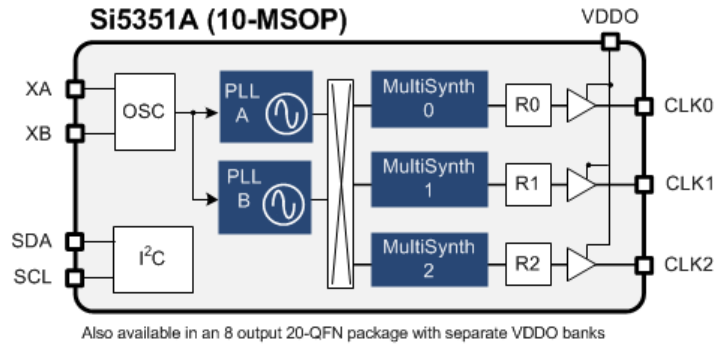 Si5351A (10-MSOP)
VDDO
XA
XB
OSC
PLL
A
PLL
B
MultiSynth
0
R0
CLK0
MultiSynth
1
R1
CLK1
MultiSynth
2
R2
CLK2
SDA
SCL
I²C
Also available in an 8 output 20-QFN package with separate VDDO banks